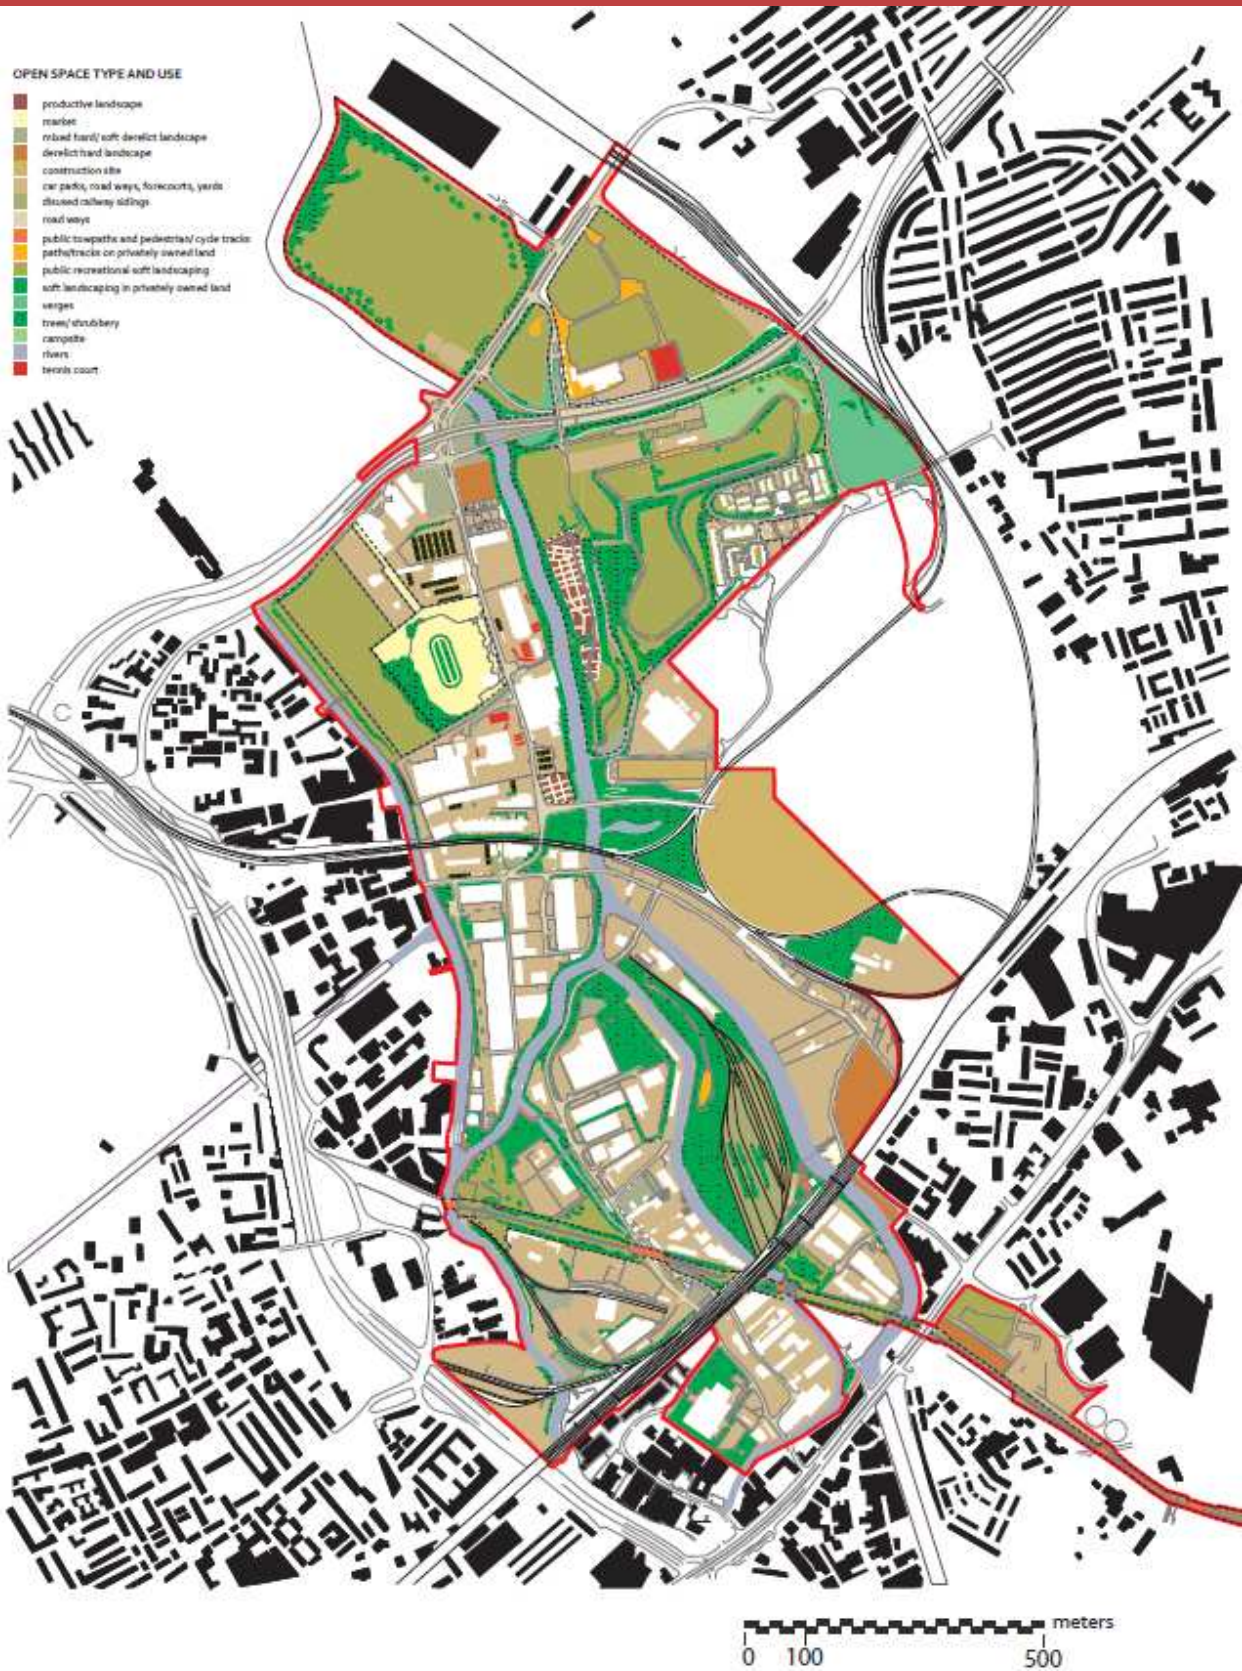 OPEN SPACE TYPE AND USE
productive landscape
market
mixed hard/ soft derelict landscape
derelict hard landscape
construction site
car parks, road ways, forecourts, yards
disused railway sidings
road ways
public towpaths and pedestrian/ cycle tracks
paths/tracks on privately owned land
public recreational soft landscaping
soft landscaping in privately owned land
verges
trees/ shrubbery
campsite
rivers
tennis court
meters
0 100 500